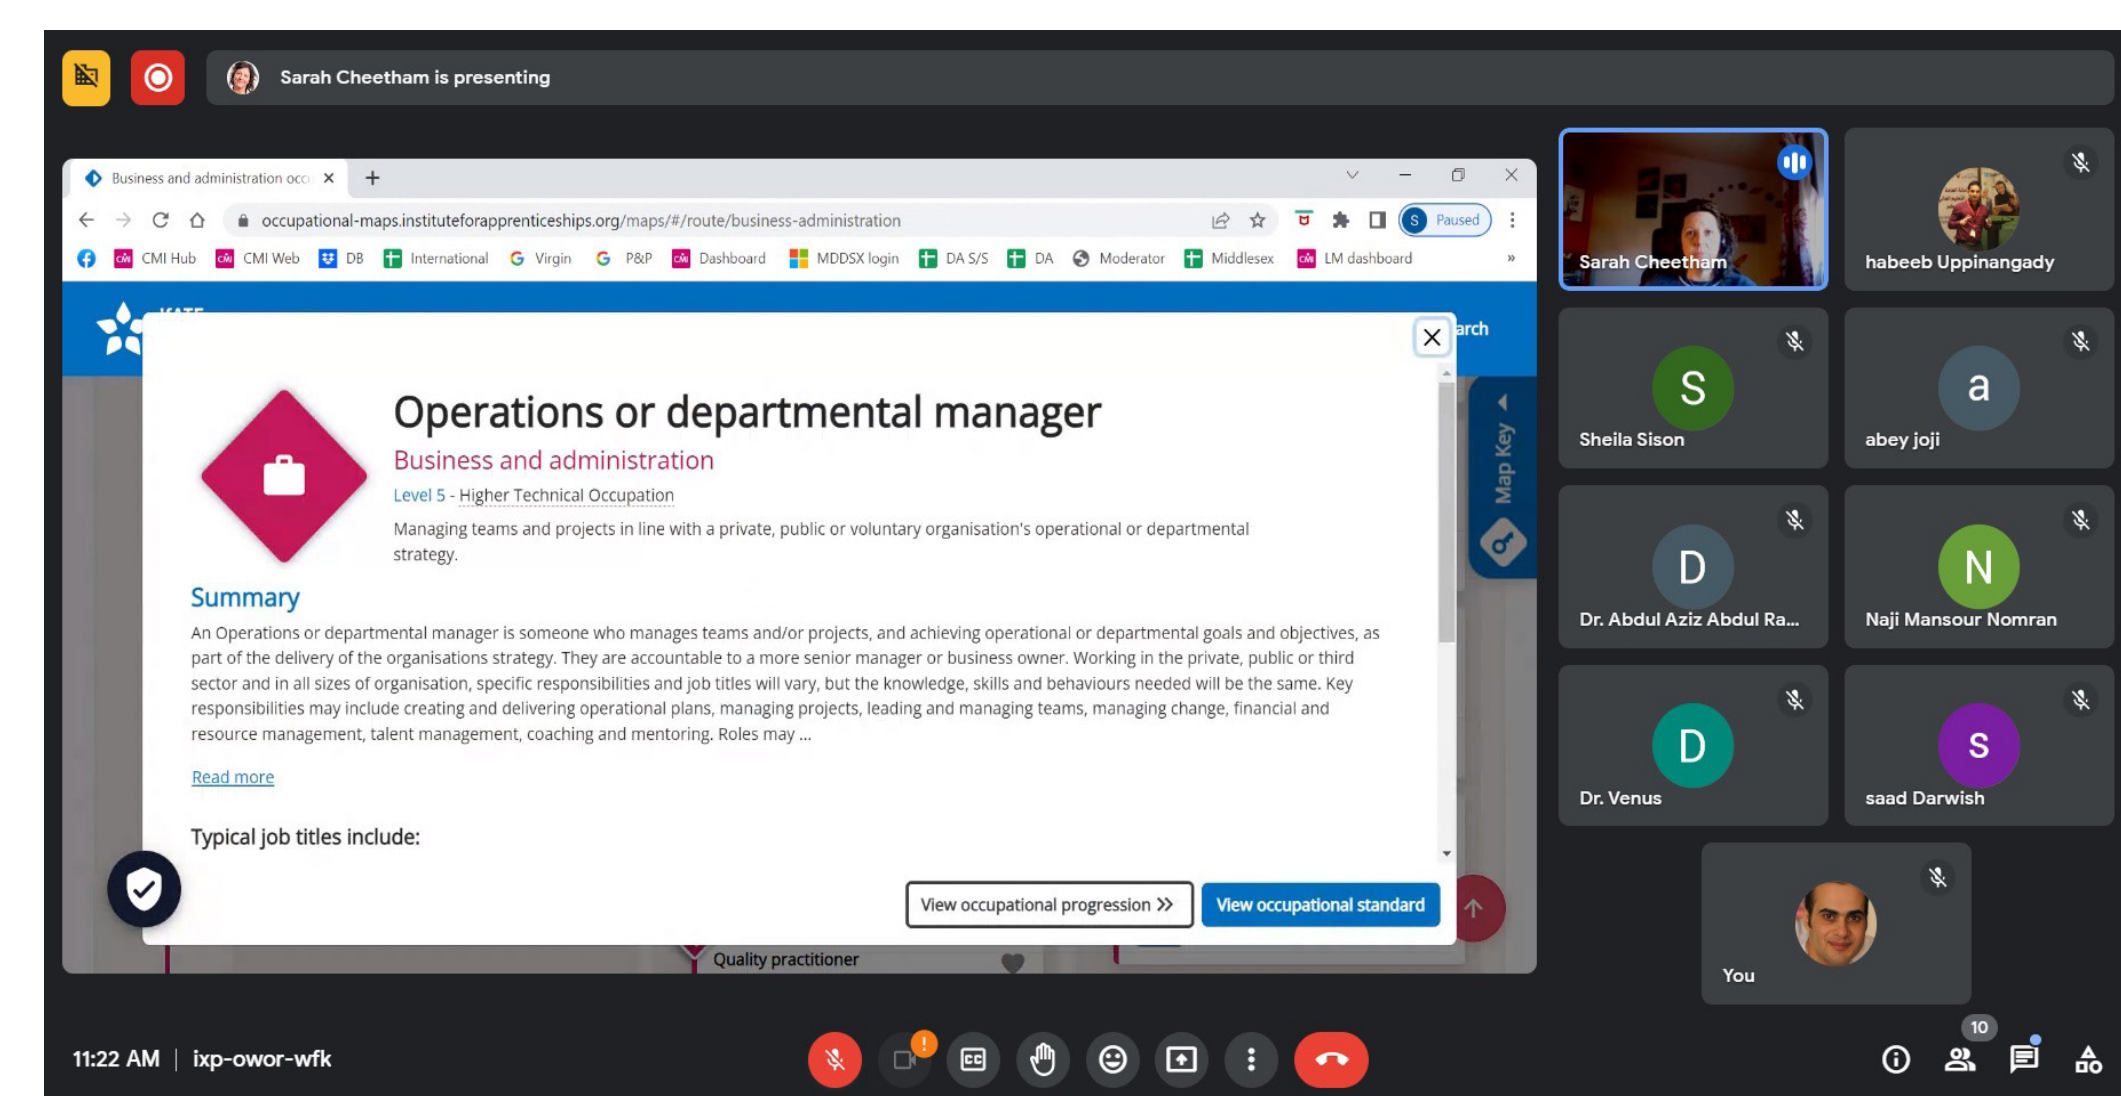 Sarah Cheetham is presenting
Business and administration occ
occupational-maps.instituteforapprenticeships.org/maps/#/route/business-administration
S Paused
CMI Hub CMI Web DB International Virgin P&P Dashboard MDDSX login DA S/S DA Moderator Middlesex LM dashboard »
arch
Operations or departmental manager
Business and administration
Level 5 - Higher Technical Occupation
Managing teams and projects in line with a private, public or voluntary organisation's operational or departmental
strategy.
Summary
An Operations or departmental manager is someone who manages teams and/or projects, and achieving operational or departmental goals and objectives, as
part of the delivery of the organisations strategy. They are accountable to a more senior manager or business owner. Working in the private, public or third
sector and in all sizes of organisation, specific responsibilities and job titles will vary, but the knowledge, skills and behaviours needed will be the same. Key
responsibilities may include creating and delivering operational plans, managing projects, leading and managing teams, managing change, financial and
resource management, talent management, coaching and mentoring. Roles may ...
Read more
Typical job titles include:
View occupational progression >>
View occupational standard
Map Key
Quality practitioner
Sarah Cheetham
habeeb Uppinangady
S
Sheila Sison
a
abey joji
D
Dr. Abdul Aziz Abdul Ra...
N
Naji Mansour Nomran
D
Dr. Venus
s
saad Darwish
You
11:22 AM | ixp-owor-wfk
CC
10